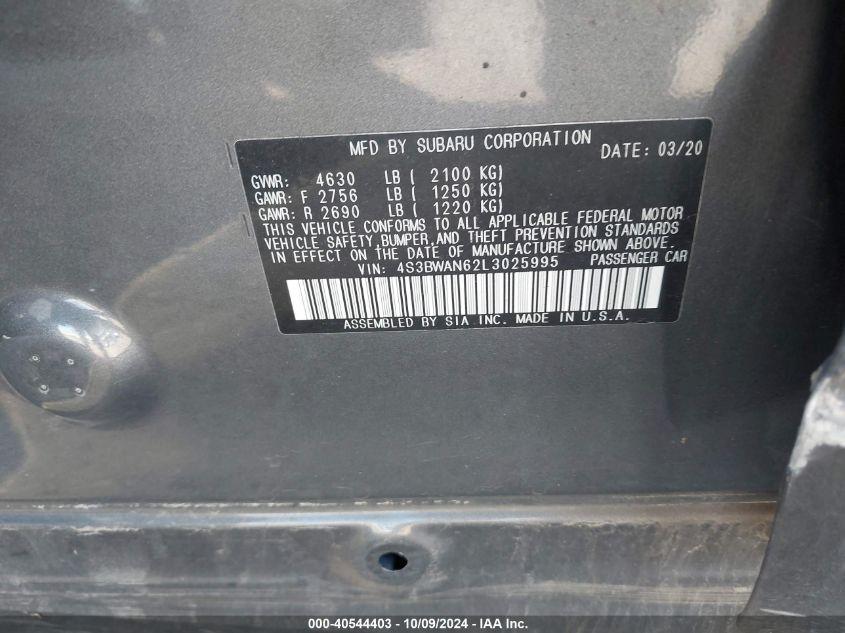 MFD BY SUBARU CORPORATION DATE: 03/20
GVWR: 4630 LB ( 2100 KG)
GAWR: F 2756 LB ( 1250 KG)
GAWR: R 2690 LB ( 1220 KG)
THIS VEHICLE CONFORMS TO ALL APPLICABLE FEDERAL MOTOR
VEHICLE SAFETY,BUMPER,AND THEFT PREVENTION STANDARDS
IN EFFECT ON THE DATE OF MANUFACTURE SHOWN ABOVE.
VIN: 4S3BWAN62L3025995 PASSENGER CAR
ASSEMBLED BY SIA INC. MADE IN U.S.A.
000-40544403 - 10/09/2024 - IAA Inc.